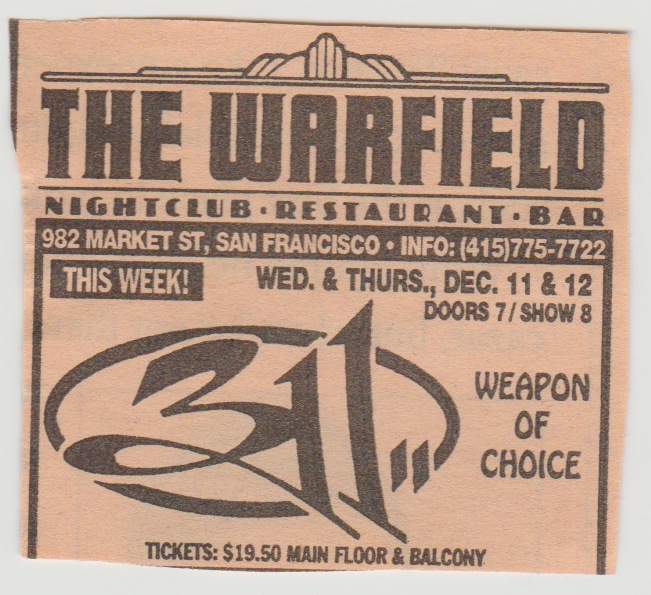 THE WARFIELD
NIGHTCLUB · RESTAURANT · BAR
982 MARKET ST, SAN FRANCISCO • INFO: (415)775-7722
THIS WEEK! WED. & THURS., DEC. 11 & 12
DOORS 7 / SHOW 8
311
WEAPON
OF
CHOICE
TICKETS: $19.50 MAIN FLOOR & BALCONY